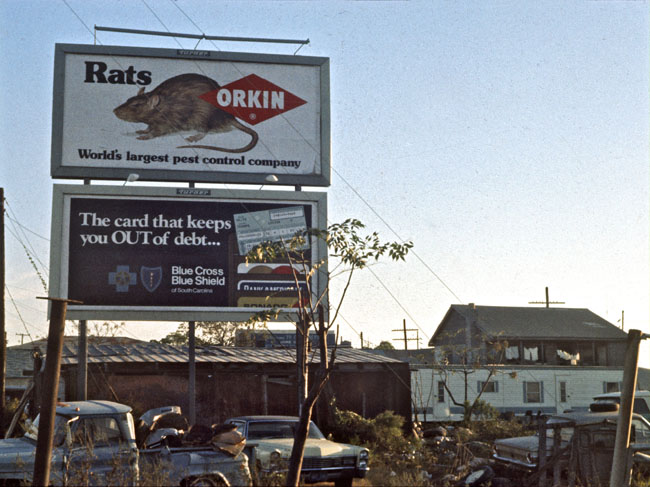 Rats
ORKIN
®
World's largest pest control company
The card that keeps
you OUT of debt...
Blue Cross
Blue Shield
of South Carolina
BANKAMERICARD